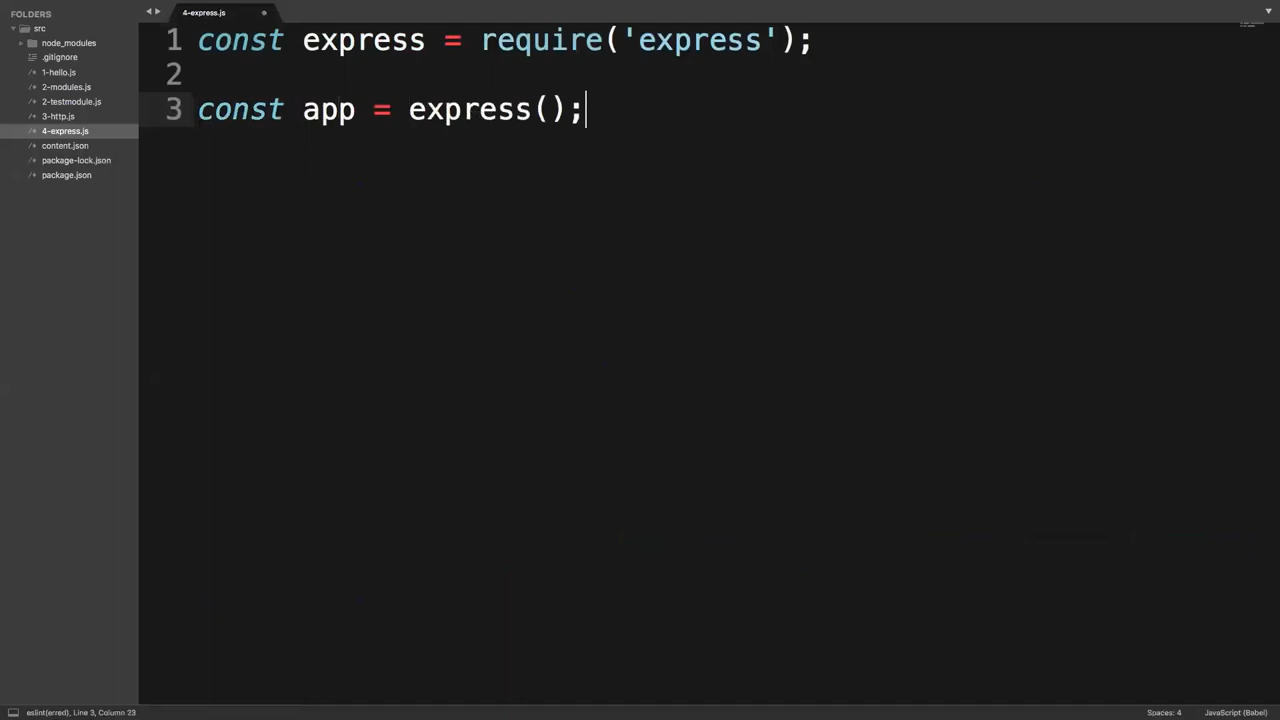 FOLDERS
src
node_modules
.gitignore
1-hello.js
2-modules.js
2-testmodule.js
3-http.js
4-express.js
content.json
package-lock.json
package.json
4-express.js
1 const express = require('express');
2
3 const app = express();
eslint(erred), Line 3, Column 23
Spaces: 4
JavaScript (Babel)